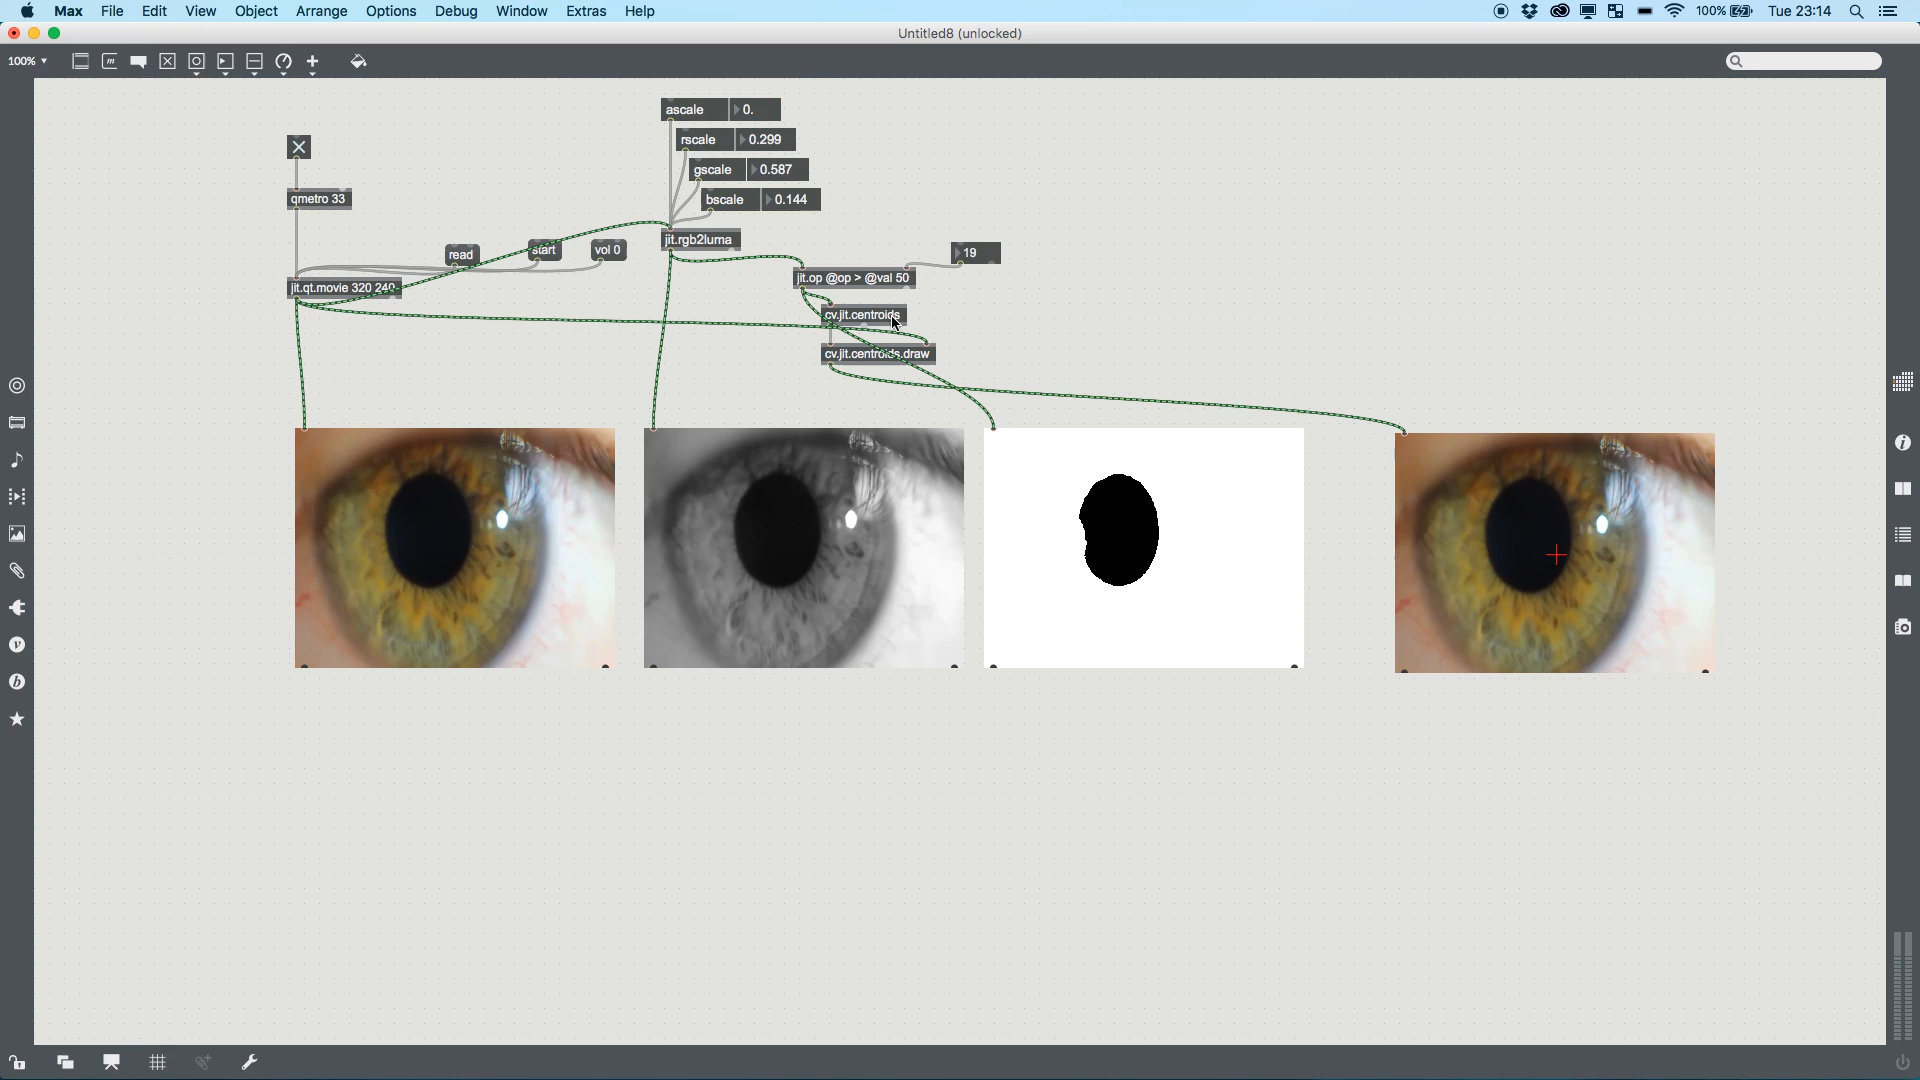 Max File Edit View Object Arrange Options Debug Window Extras Help 100% Tue 23:14
Untitled8 (unlocked)
100%
ascale 0.
rscale 0.299
gscale 0.587
bscale 0.144
qmetro 33
read start vol 0
jit.rgb2luma
19
jit.qt.movie 320 240
jit.op @op > @val 50
cv.jit.centroids
cv.jit.centroids.draw